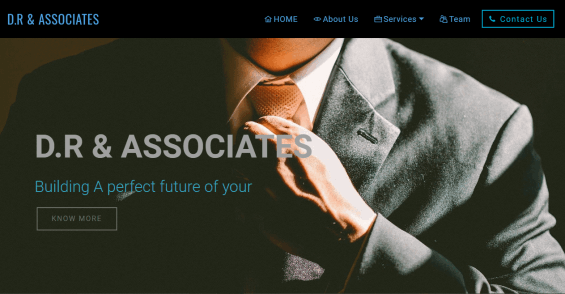 D.R & ASSOCIATES
HOME About Us Services Team Contact Us
D.R & ASSOCIATES
Building A perfect future of your
KNOW MORE